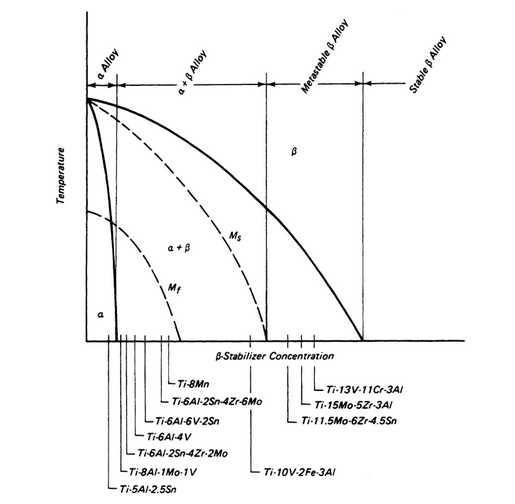 α Alloy
α + β Alloy
Metastable β Alloy
Stable β Alloy
Temperature
β
Ms
α + β
Mf
α
β-Stabilizer Concentration
Ti-8Mn
Ti-13V-11Cr-3Al
Ti-6Al-2Sn-4Zr-6Mo
Ti-15Mo-5Zr-3Al
Ti-6Al-6V-2Sn
Ti-11.5Mo-6Zr-4.5Sn
Ti-6Al-4V
Ti-6Al-2Sn-4Zr-2Mo
Ti-8Al-1Mo-1V
Ti-10V-2Fe-3Al
Ti-5Al-2.5Sn